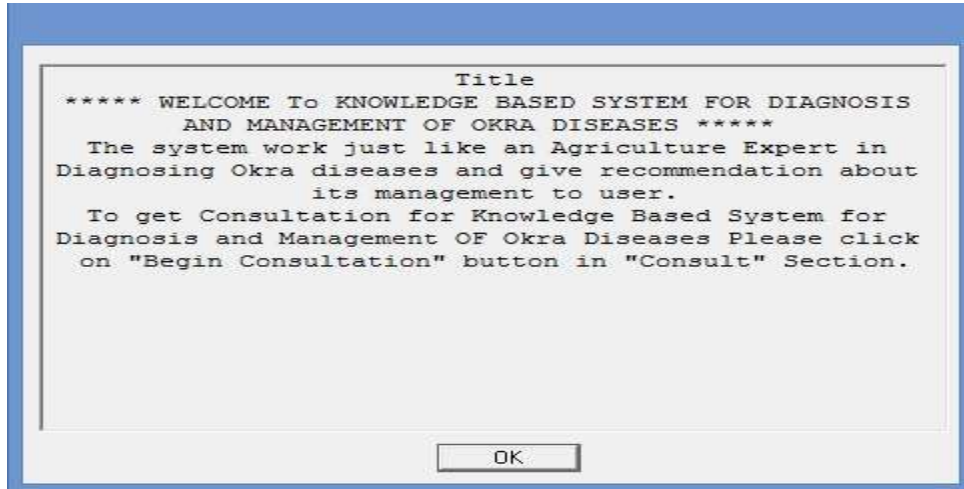 Title
***** WELCOME To KNOWLEDGE BASED SYSTEM FOR DIAGNOSIS
AND MANAGEMENT OF OKRA DISEASES *****
The system work just like an Agriculture Expert in
Diagnosing Okra diseases and give recommendation about
its management to user.
To get Consultation for Knowledge Based System for
Diagnosis and Management OF Okra Diseases Please click
on "Begin Consultation" button in "Consult" Section.
OK